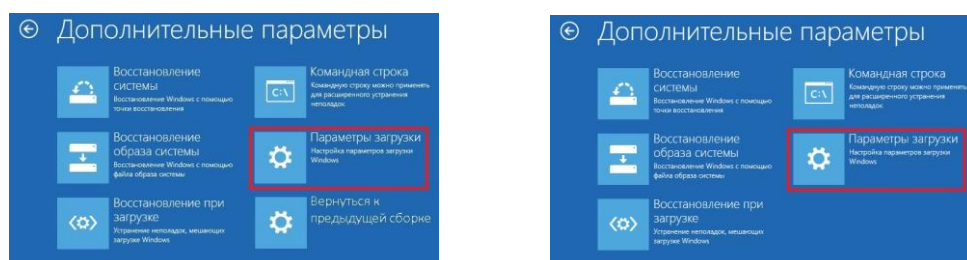 Дополнительные параметры
Восстановление
системы
Восстановление Windows с помощью
точки восстановления
Командная строка
Командную строку можно применять
для расширенного устранения
неполадок
C:\
Восстановление
образа системы
Восстановление Windows с помощью
файла образа системы
Параметры загрузки
Настройка параметров загрузки
Windows
Восстановление при
загрузке
Устранение неполадок, мешающих
загрузке Windows
Вернуться к
предыдущей сборке
Дополнительные параметры
Восстановление
системы
Восстановление Windows с помощью
точки восстановления
Командная строка
Командную строку можно применять
для расширенного устранения
неполадок
C:\
Восстановление
образа системы
Восстановление Windows с помощью
файла образа системы
Параметры загрузки
Настройка параметров загрузки
Windows
Восстановление при
загрузке
Устранение неполадок, мешающих
загрузке Windows